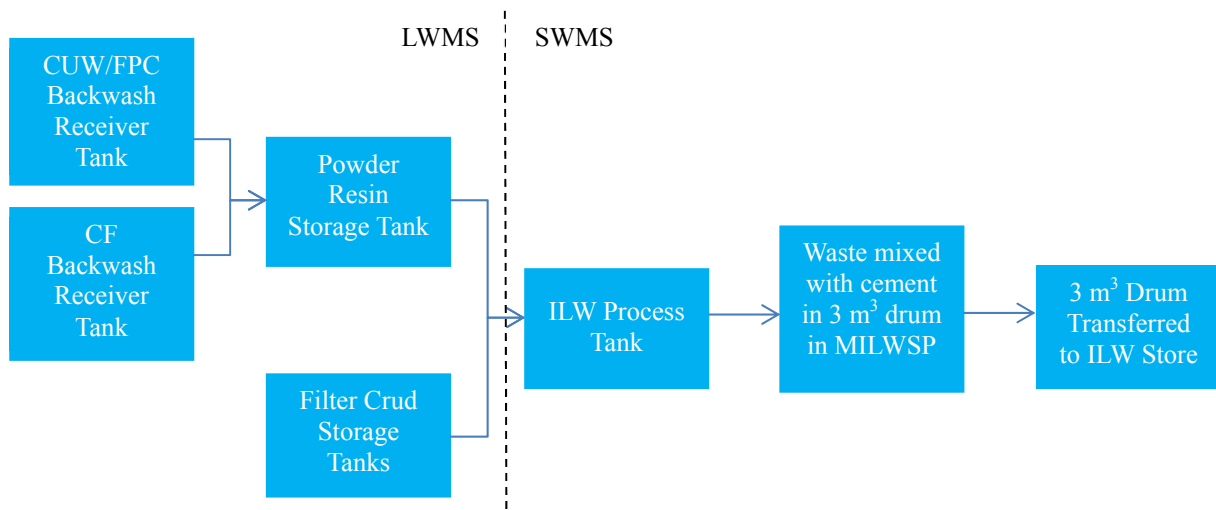 LWMS
SWMS
CUW/FPC
Backwash
Receiver
Tank
CF
Backwash
Receiver
Tank
Powder
Resin
Storage Tank
Filter Crud
Storage
Tanks
ILW Process
Tank
Waste mixed
with cement
in 3 m³ drum
in MILWSP
3 m³ Drum
Transferred
to ILW Store